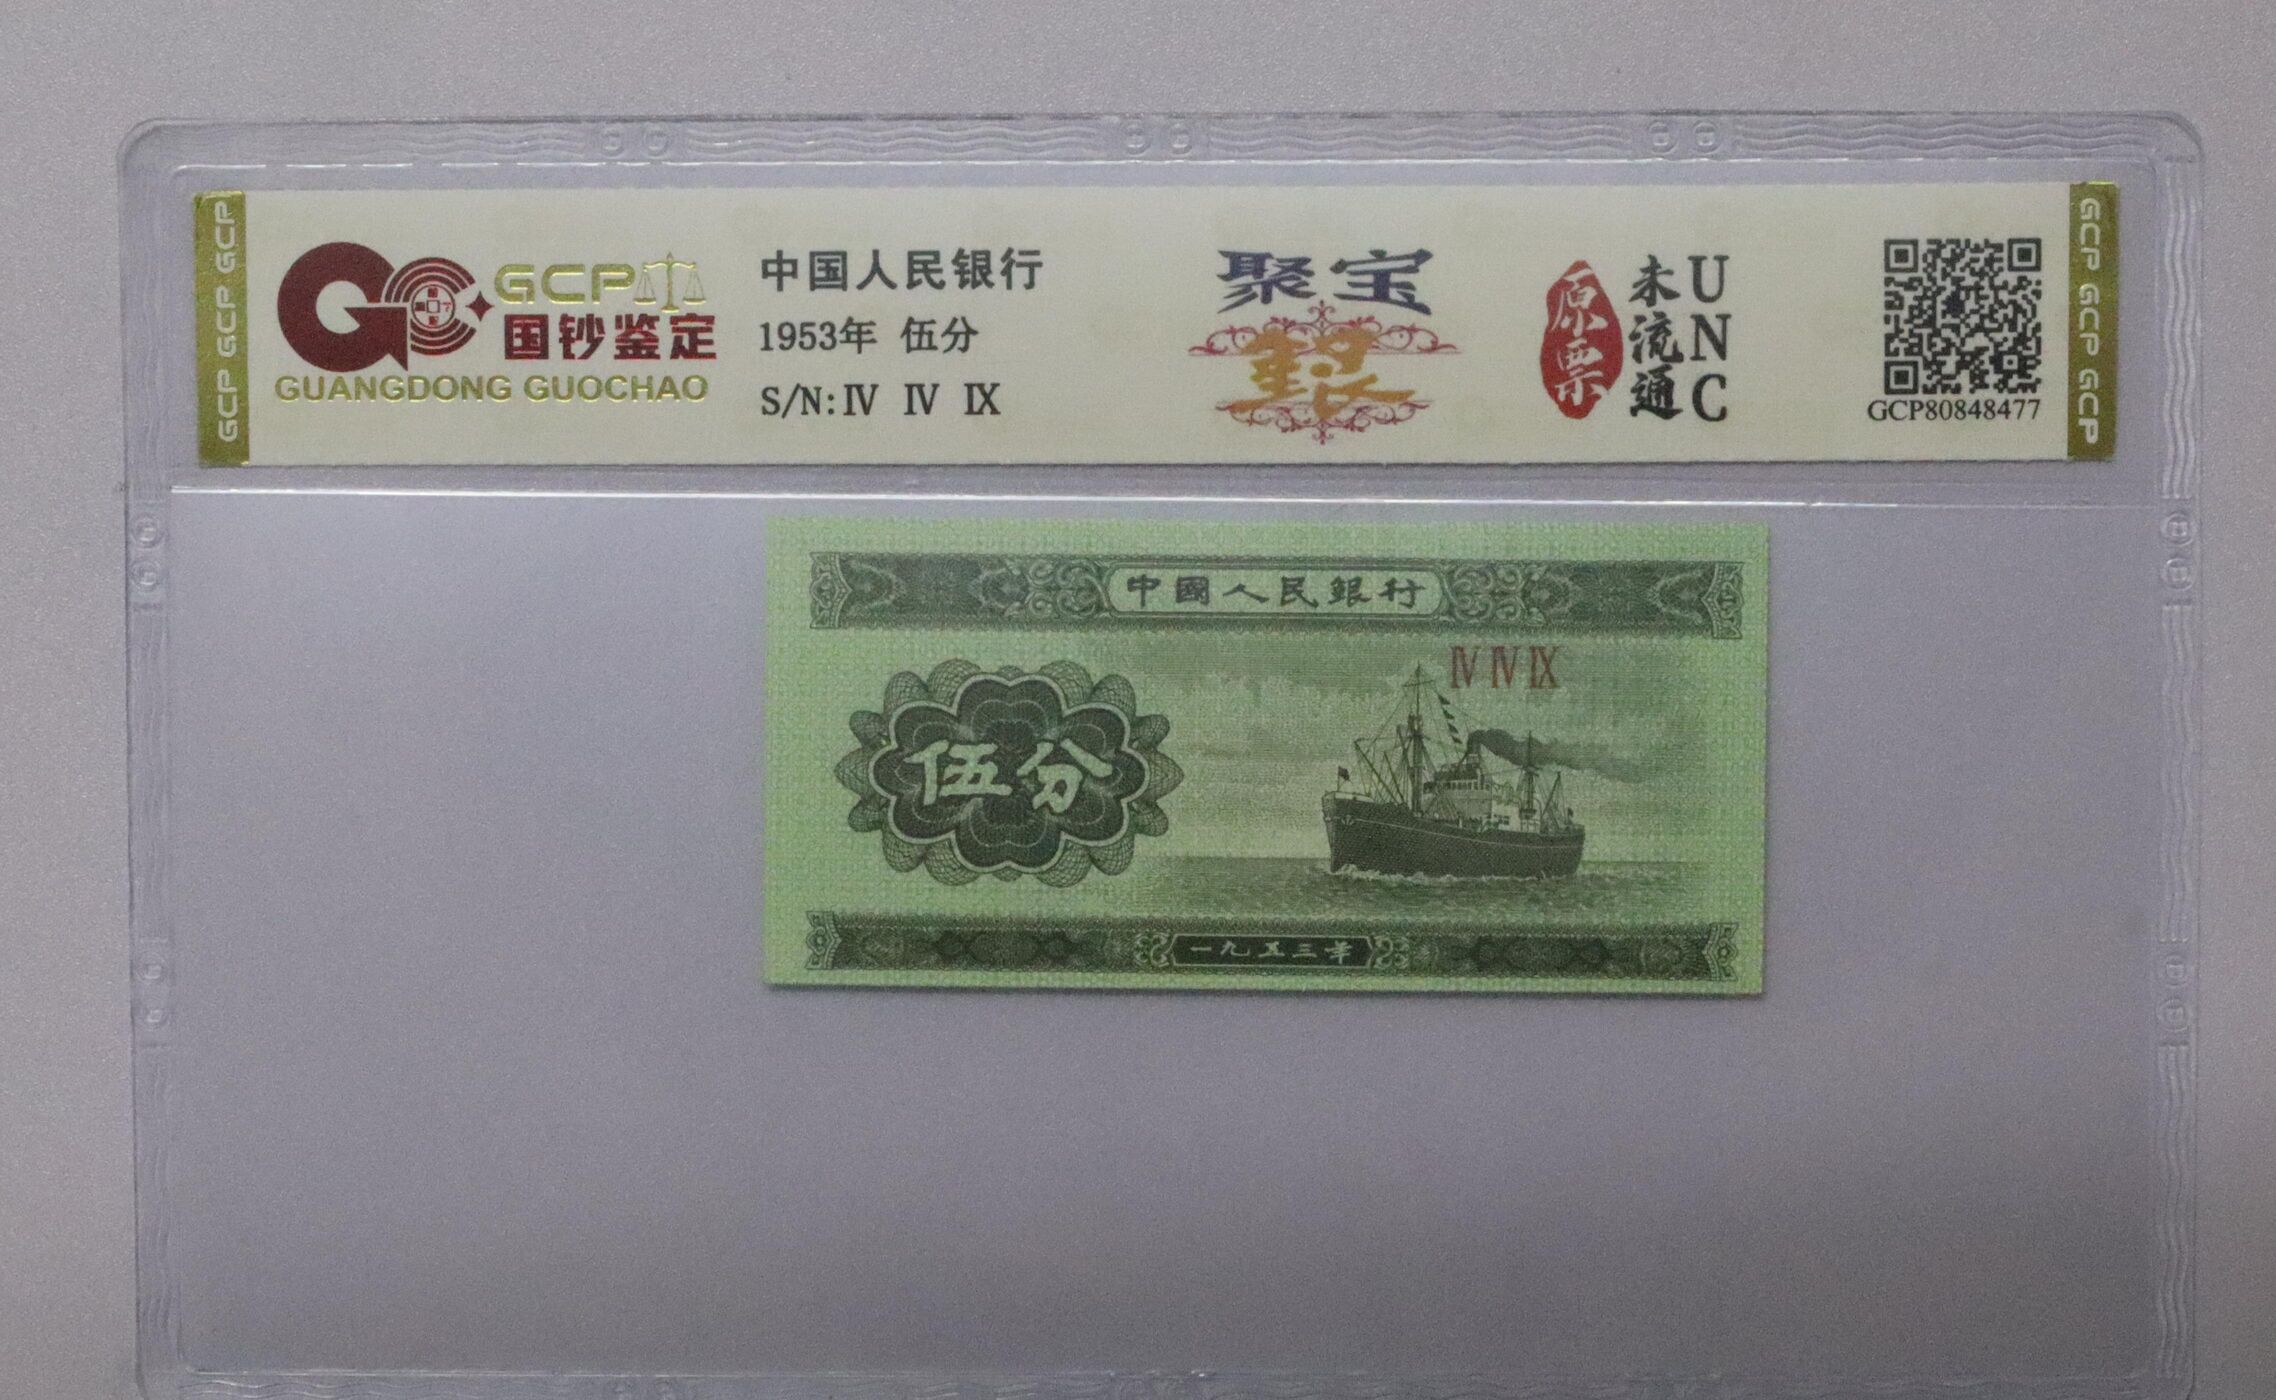 GCP GCP GCP
GCP
国钞鉴定
GUANGDONG GUOCHAO
中国人民银行
1953年 伍分
S/N:Ⅳ Ⅳ Ⅸ
聚宝
银
原票
未流通
UNC
GCP80848477
GCP GCP GCP
中國人民銀行
Ⅳ Ⅳ Ⅸ
伍分
一九五三年